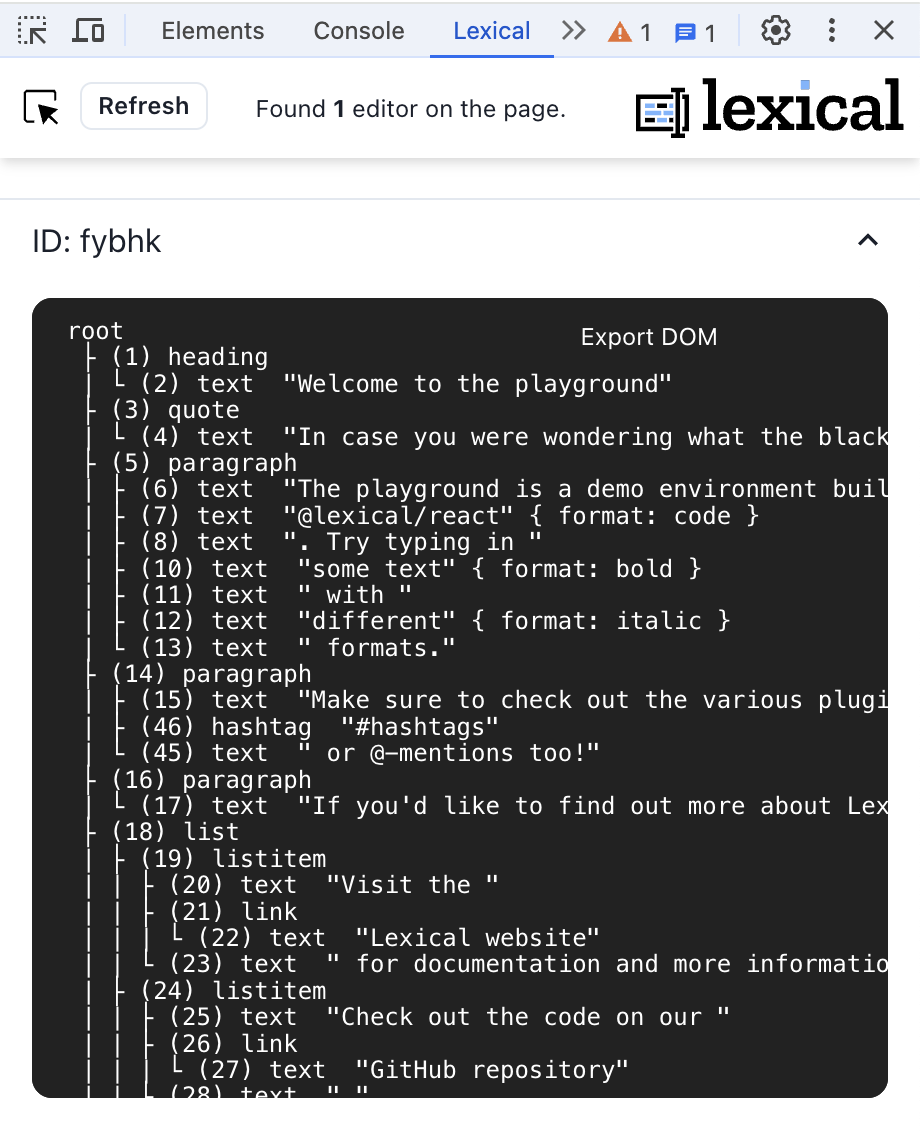 Elements Console Lexical 1 1
Refresh Found 1 editor on the page. lexical
ID: fybhk
Export DOM
root
├ (1) heading
| └ (2) text  "Welcome to the playground"
├ (3) quote
| └ (4) text  "In case you were wondering what the black
├ (5) paragraph
| ├ (6) text  "The playground is a demo environment buil
| ├ (7) text  "@lexical/react" { format: code }
| ├ (8) text  ". Try typing in "
| ├ (10) text  "some text" { format: bold }
| ├ (11) text  " with "
| ├ (12) text  "different" { format: italic }
| └ (13) text  " formats."
├ (14) paragraph
| ├ (15) text  "Make sure to check out the various plugi
| ├ (46) hashtag  "#hashtags"
| └ (45) text  " or @-mentions too!"
├ (16) paragraph
| └ (17) text  "If you'd like to find out more about Lex
├ (18) list
| ├ (19) listitem
| | ├ (20) text  "Visit the "
| | ├ (21) link
| | | └ (22) text  "Lexical website"
| | └ (23) text  " for documentation and more informatio
| ├ (24) listitem
| | ├ (25) text  "Check out the code on our "
| | ├ (26) link
| | | └ (27) text  "GitHub repository"
| | └ (28) text  " "